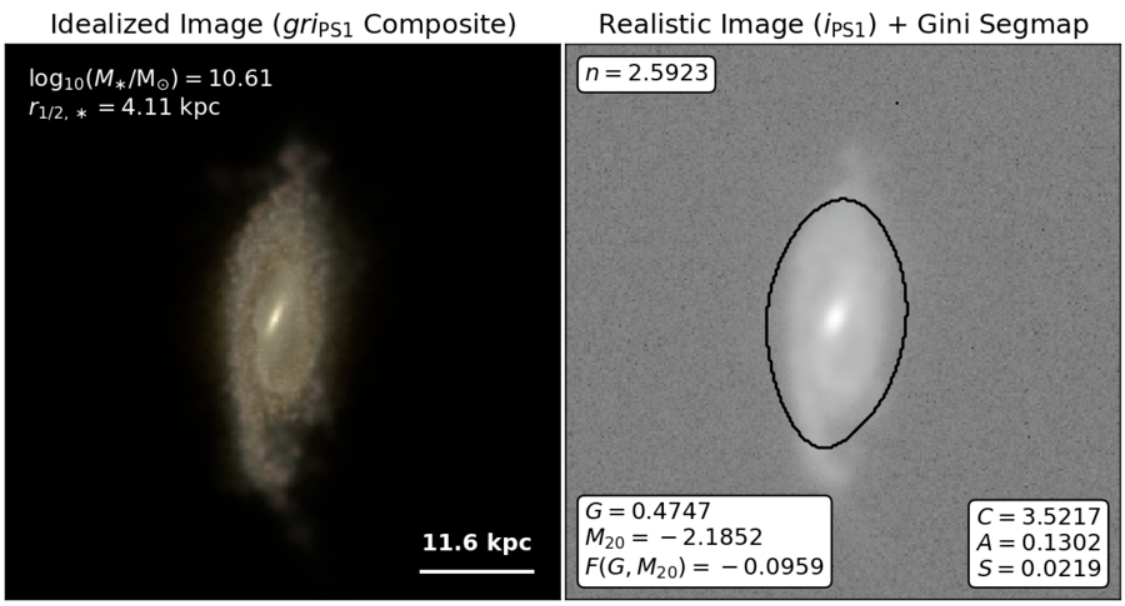 Idealized Image (gri_PS1 Composite)
log₁₀(M∗/M⊙) = 10.61
r₁/₂, ∗ = 4.11 kpc
11.6 kpc
Realistic Image (i_PS1) + Gini Segmap
n = 2.5923
G = 0.4747
M₂₀ = −2.1852
F(G, M₂₀) = −0.0959
C = 3.5217
A = 0.1302
S = 0.0219